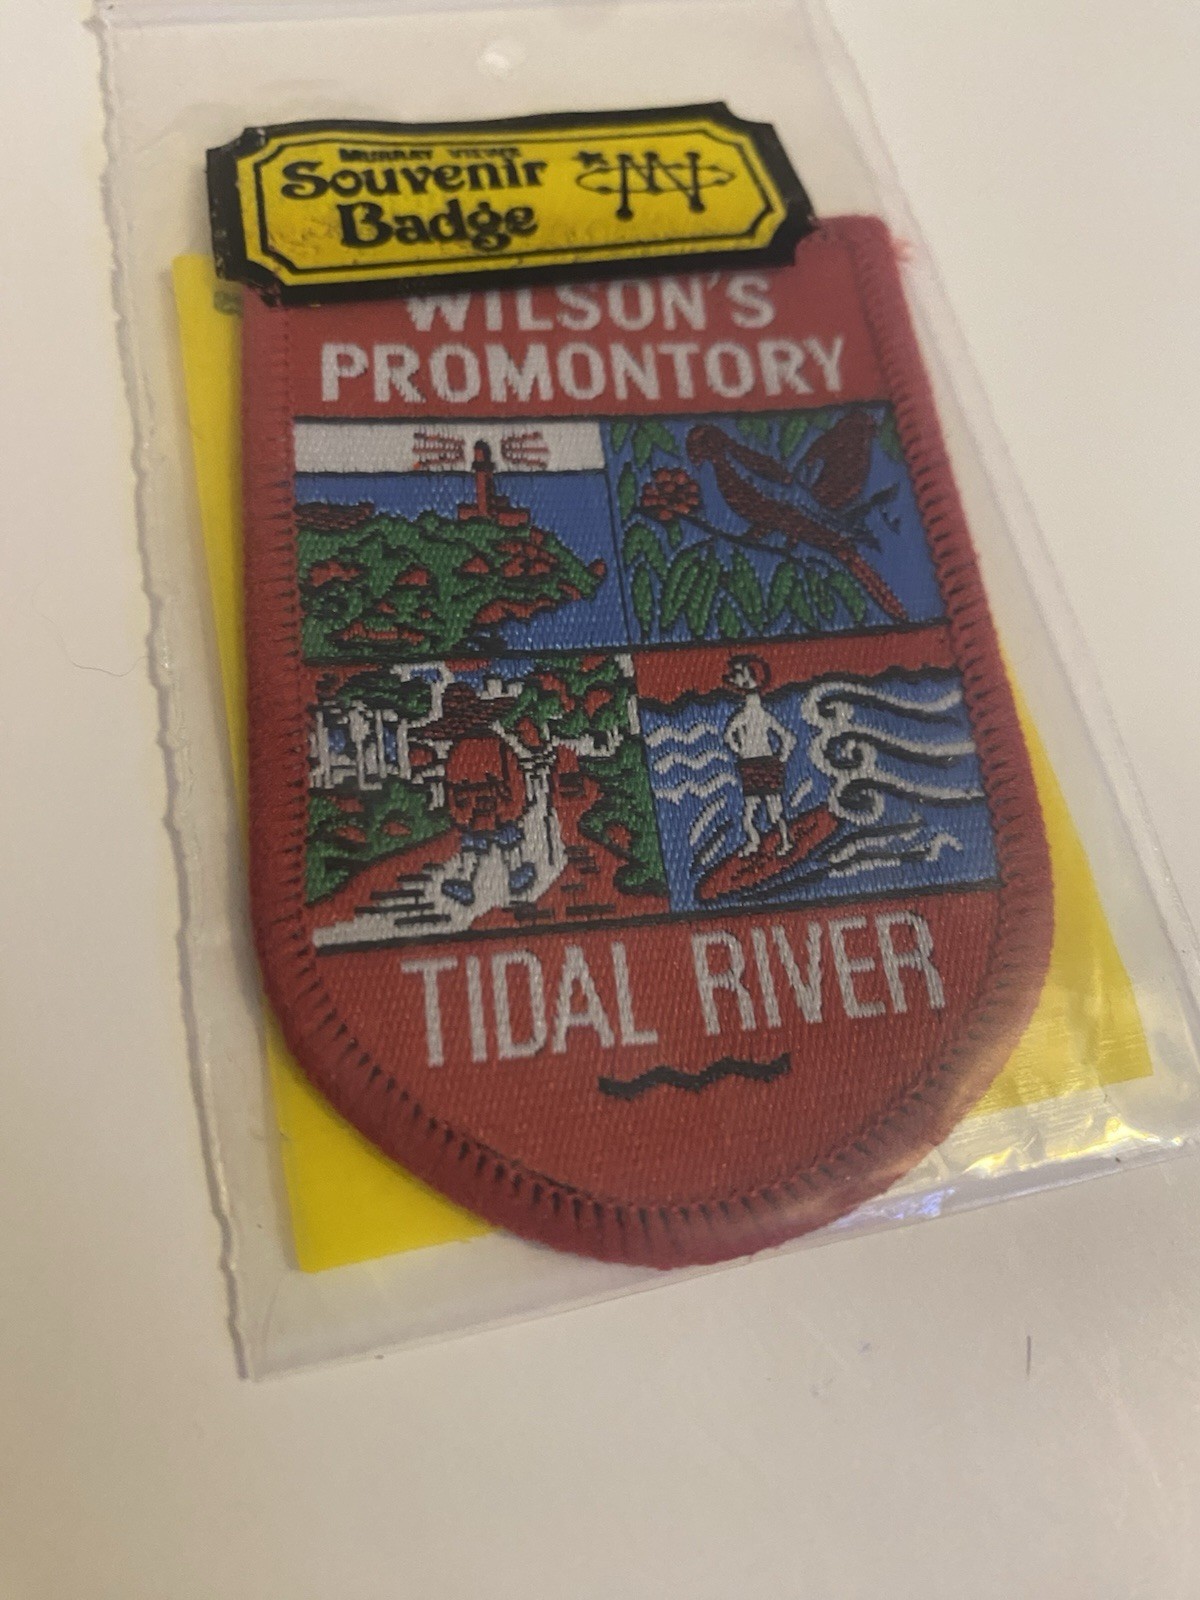 MURRAY VIEWS
Souvenir
Badge
WILSON'S
PROMONTORY
TIDAL RIVER